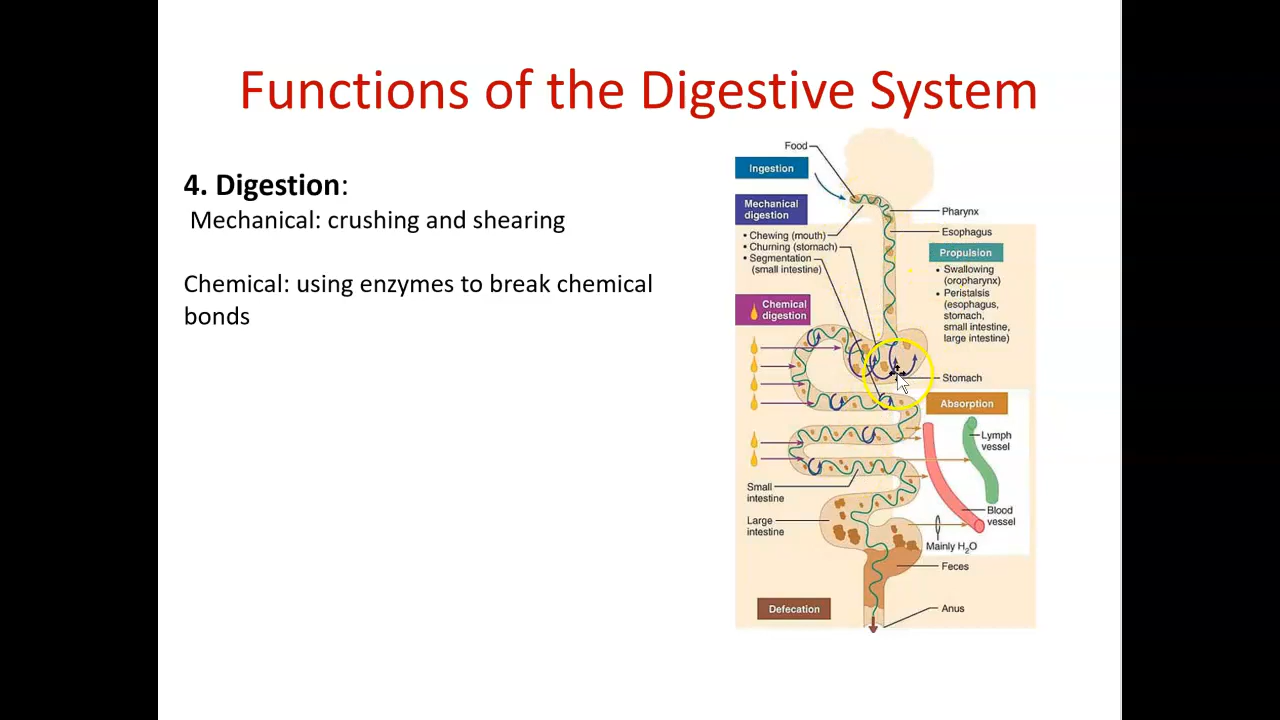 Functions of the Digestive System
4. Digestion:
Mechanical: crushing and shearing
Chemical: using enzymes to break chemical
bonds
Food
Ingestion
Mechanical
digestion
• Chewing (mouth)
• Churning (stomach)
• Segmentation
(small intestine)
Chemical
digestion
Pharynx
Esophagus
Propulsion
• Swallowing
(oropharynx)
• Peristalsis
(esophagus,
stomach,
small intestine,
large intestine)
Stomach
Absorption
Lymph
vessel
Small
intestine
Large
intestine
Blood
vessel
Mainly H₂O
Feces
Defecation
Anus